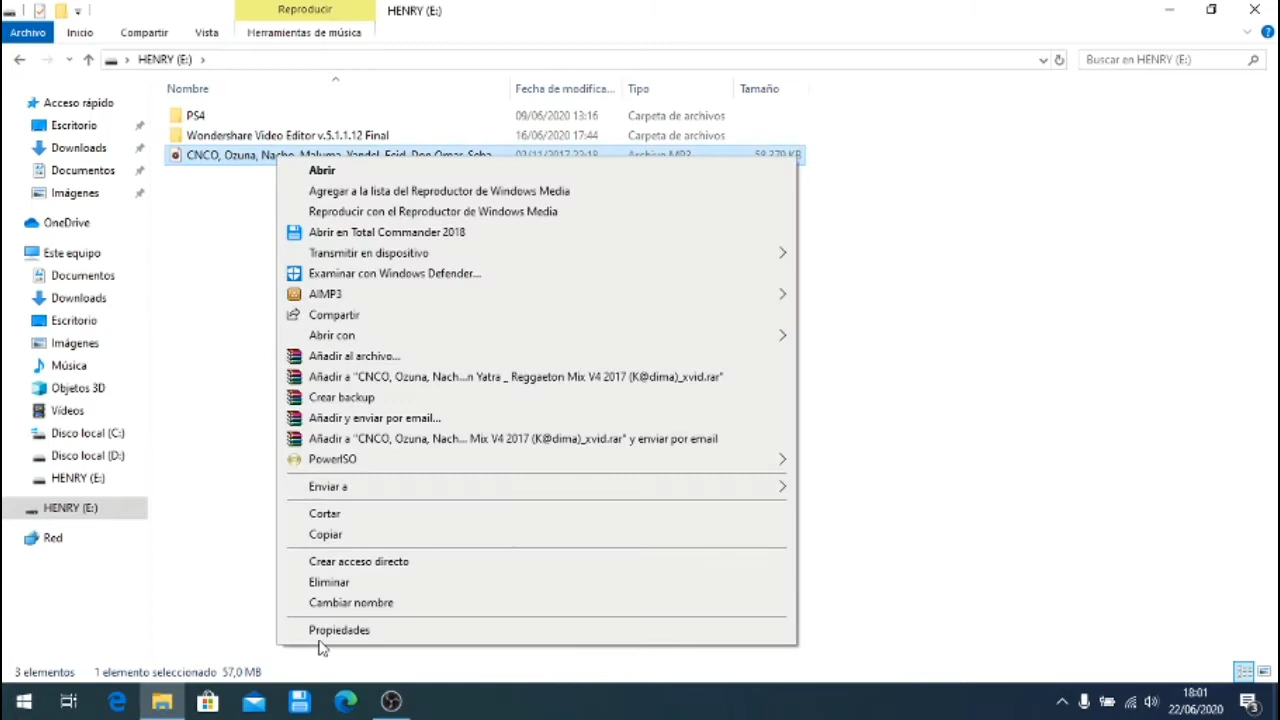 Reproducir
HENRY (E:)
Archivo
Inicio
Compartir
Vista
Herramientas de música
HENRY (E:)
Buscar en HENRY (E:)
Nombre
Fecha de modifica...
Tipo
Tamaño
PS4
09/06/2020 13:16
Carpeta de archivos
Wondershare Video Editor v.5.1.1.12 Final
16/06/2020 17:44
Carpeta de archivos
CNCO, Ozuna, Nacho, Maluma, Yandel, Feid, Don Omar, Seba
02/11/2017 22:18
Archivo MP3
58.379 KB
Acceso rápido
Escritorio
Downloads
Documentos
Imágenes
OneDrive
Este equipo
Documentos
Downloads
Escritorio
Imágenes
Música
Objetos 3D
Vídeos
Disco local (C:)
Disco local (D:)
HENRY (E:)
HENRY (E:)
Red
Abrir
Agregar a la lista del Reproductor de Windows Media
Reproducir con el Reproductor de Windows Media
Abrir en Total Commander 2018
Transmitir en dispositivo
Examinar con Windows Defender...
AIMP3
Compartir
Abrir con
Añadir al archivo...
Añadir a "CNCO, Ozuna, Nach...n Yatra _ Reggaeton Mix V4 2017 (K@dima)_xvid.rar"
Crear backup
Añadir y enviar por email...
Añadir a "CNCO, Ozuna, Nach... Mix V4 2017 (K@dima)_xvid.rar" y enviar por email
PowerISO
Enviar a
Cortar
Copiar
Crear acceso directo
Eliminar
Cambiar nombre
Propiedades
3 elementos
1 elemento seleccionado 57,0 MB
18:01
22/06/2020
3